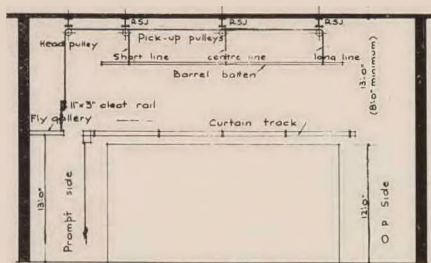 RSJ
RSJ
RSJ
Head pulley
Pick-up pulleys
Short line
centre line
long line
Barrel batten
13'.0"
(8'.0" minimum)
11"x 3" cleat rail
Fly gallery
Curtain track
13'.0"
Prompt side
12'.0"
O P Side